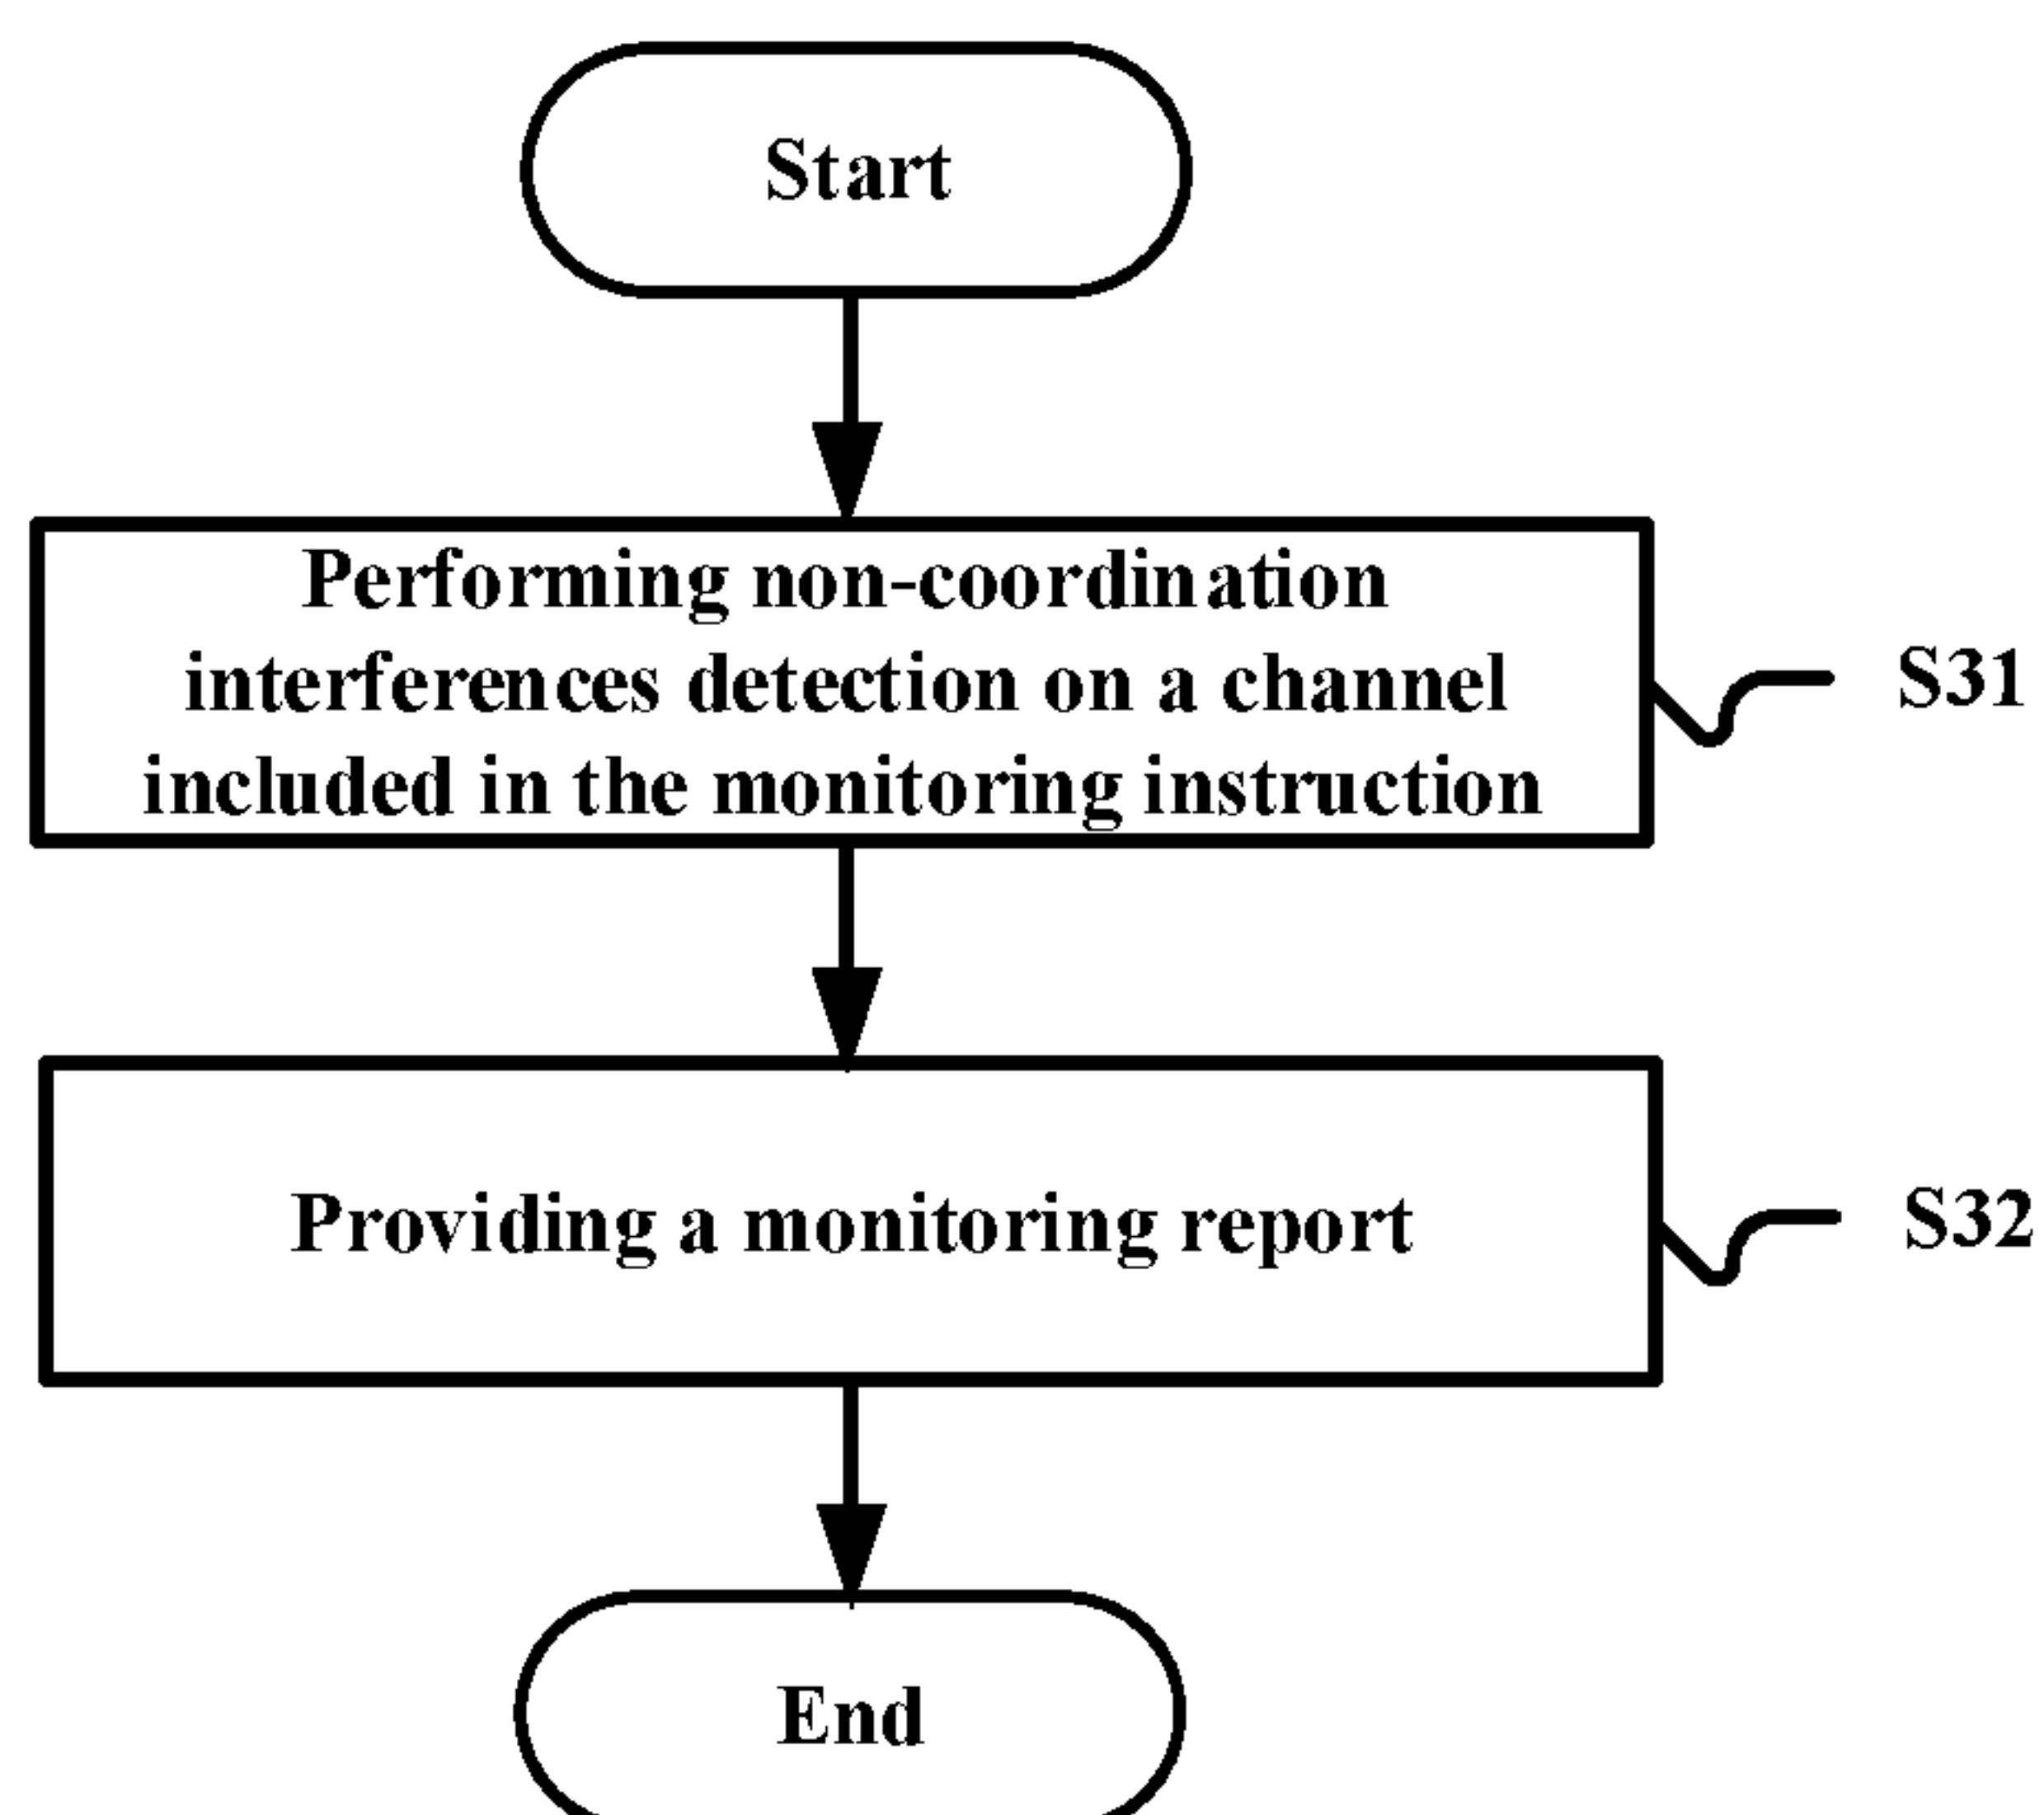 Start
Performing non-coordination
interferences detection on a channel
included in the monitoring instruction
S31
Providing a monitoring report
S32
End